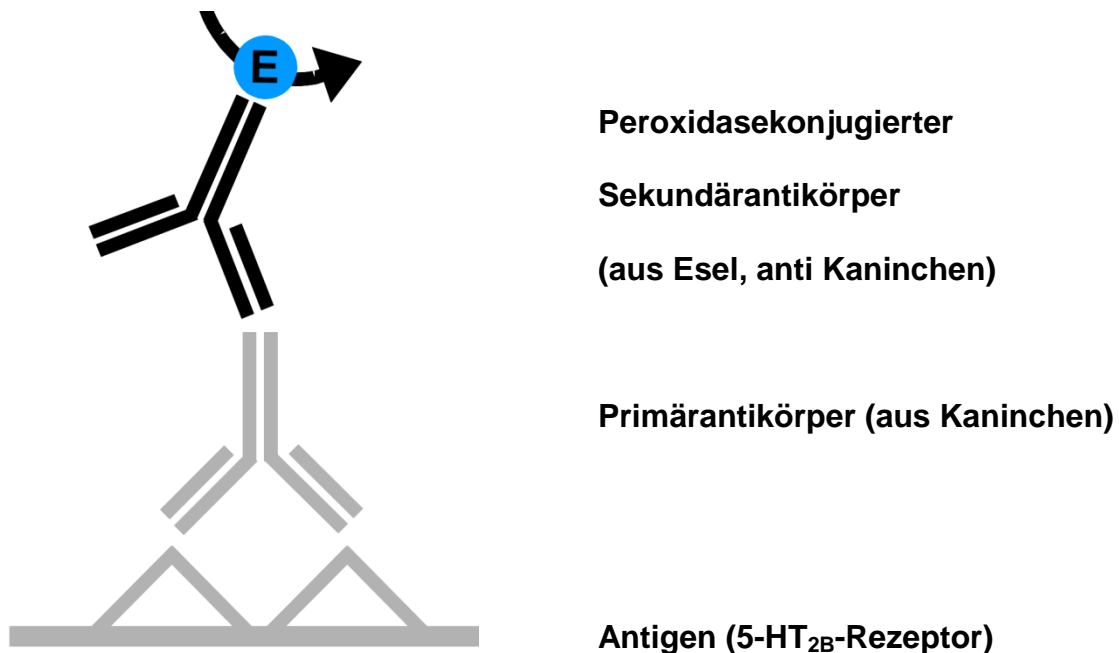 E
Peroxidasekonjugierter
Sekundärantikörper
(aus Esel, anti Kaninchen)
Primärantikörper (aus Kaninchen)
Antigen (5-HT2B-Rezeptor)